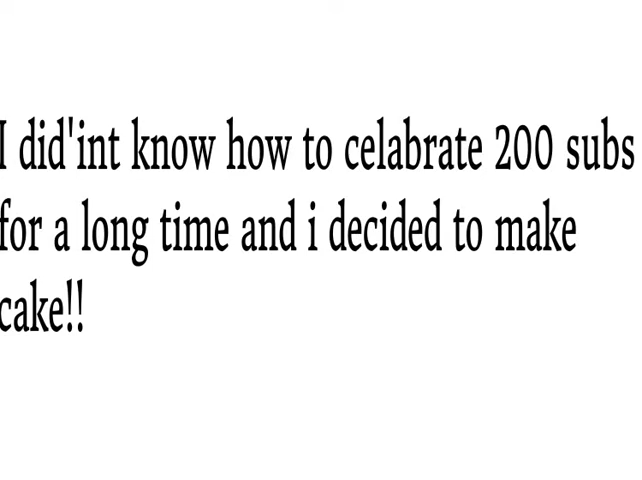 I did'int know how to celabrate 200 subs
for a long time and i decided to make
cake!!